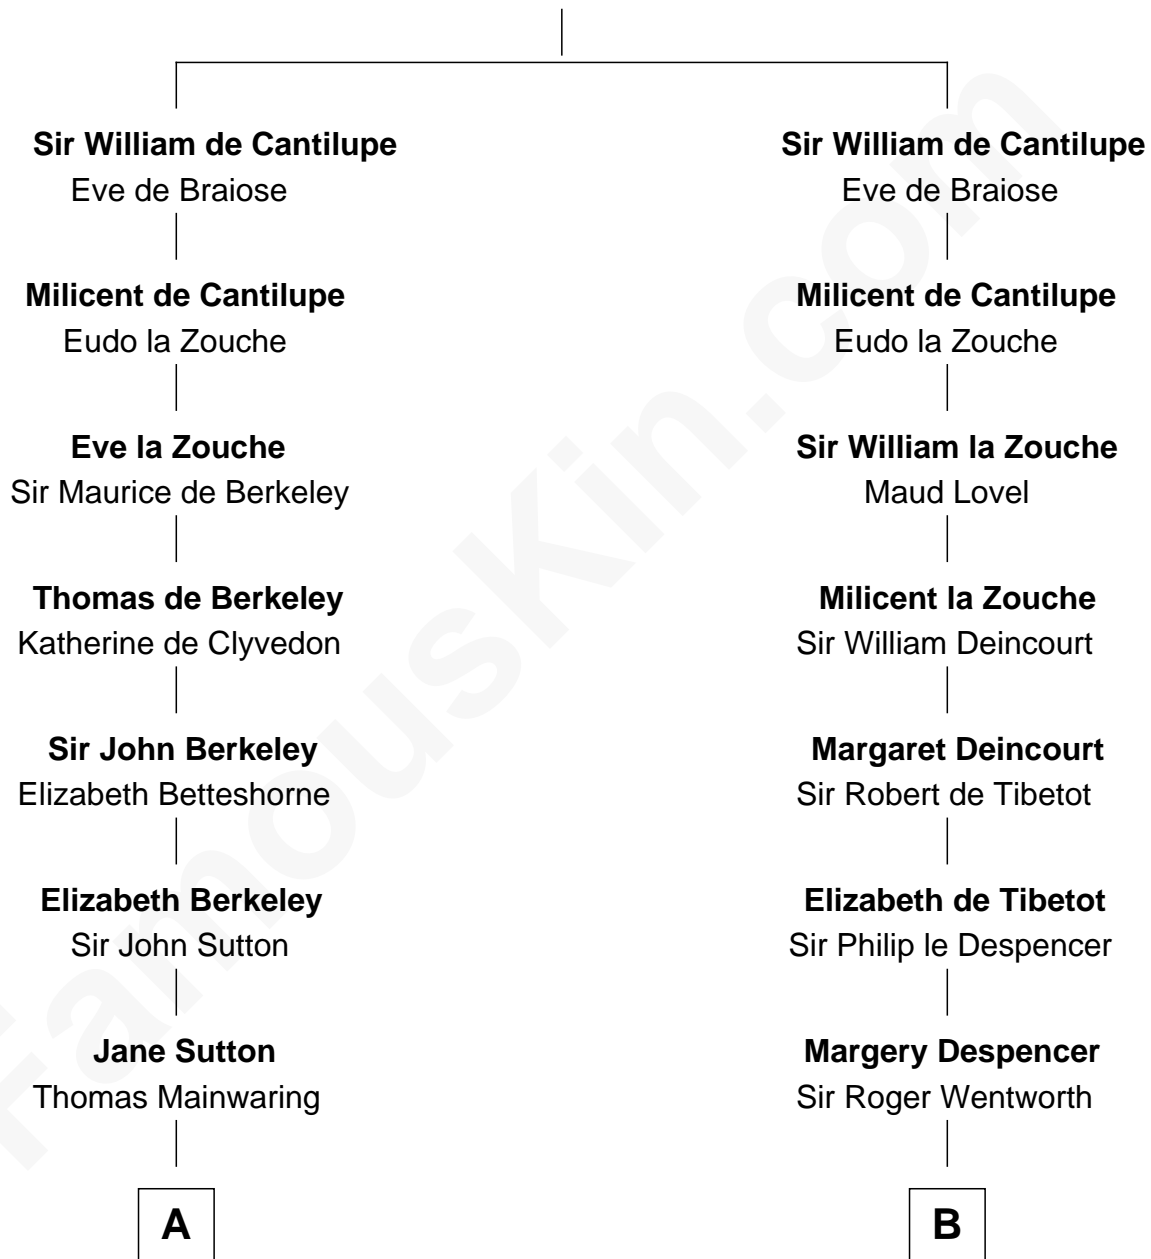 Sir William de Cantilupe
Eve de Braiose
Milicent de Cantilupe
Eudo la Zouche
Eve la Zouche
Sir Maurice de Berkeley
Thomas de Berkeley
Katherine de Clyvedon
Sir John Berkeley
Elizabeth Betteshorne
Elizabeth Berkeley
Sir John Sutton
Jane Sutton
Thomas Mainwaring
A
Sir William de Cantilupe
Eve de Braiose
Milicent de Cantilupe
Eudo la Zouche
Sir William la Zouche
Maud Lovel
Milicent la Zouche
Sir William Deincourt
Margaret Deincourt
Sir Robert de Tibetot
Elizabeth de Tibetot
Sir Philip le Despencer
Margery Despencer
Sir Roger Wentworth
B
FamousKin.com